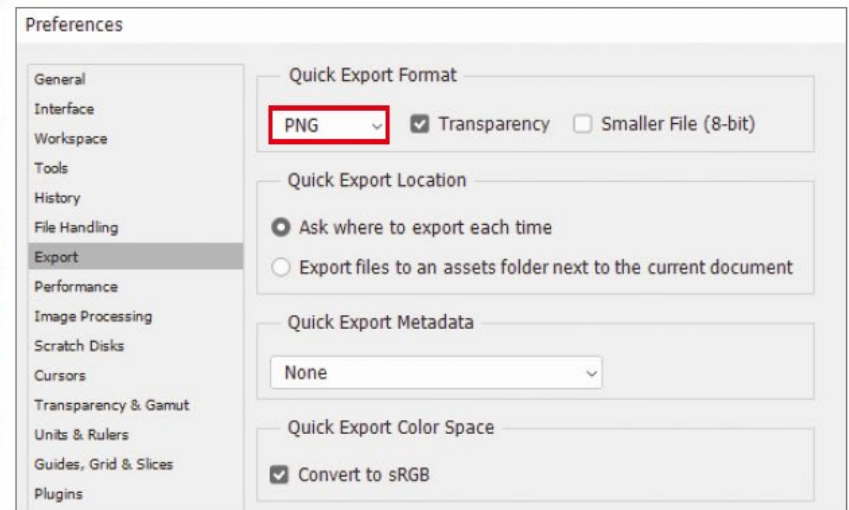 Preferences
General
Interface
Workspace
Tools
History
File Handling
Export
Performance
Image Processing
Scratch Disks
Cursors
Transparency & Gamut
Units & Rulers
Guides, Grid & Slices
Plugins
Quick Export Format
PNG Transparency Smaller File (8-bit)
Quick Export Location
Ask where to export each time
Export files to an assets folder next to the current document
Quick Export Metadata
None
Quick Export Color Space
Convert to sRGB